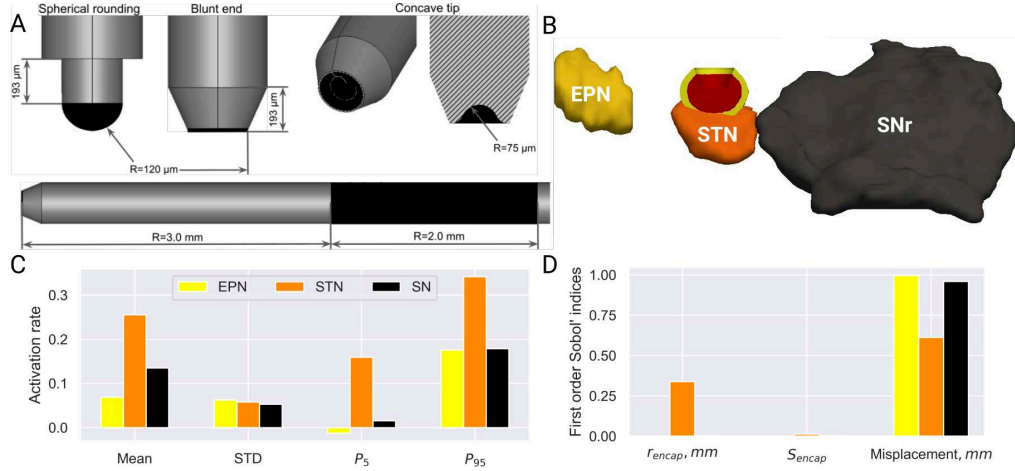 A
Spherical rounding
Blunt end
Concave tip
193 µm
193 µm
R=75 µm
R=120 µm
R=3.0 mm
R=2.0 mm
B
EPN
STN
SNr
C
Activation rate
0.3
0.2
0.1
0.0
EPN STN SN
Mean STD P5 P95
D
First order Sobol' indices
1.00
0.75
0.50
0.25
0.00
rencap, mm Sencap Misplacement, mm